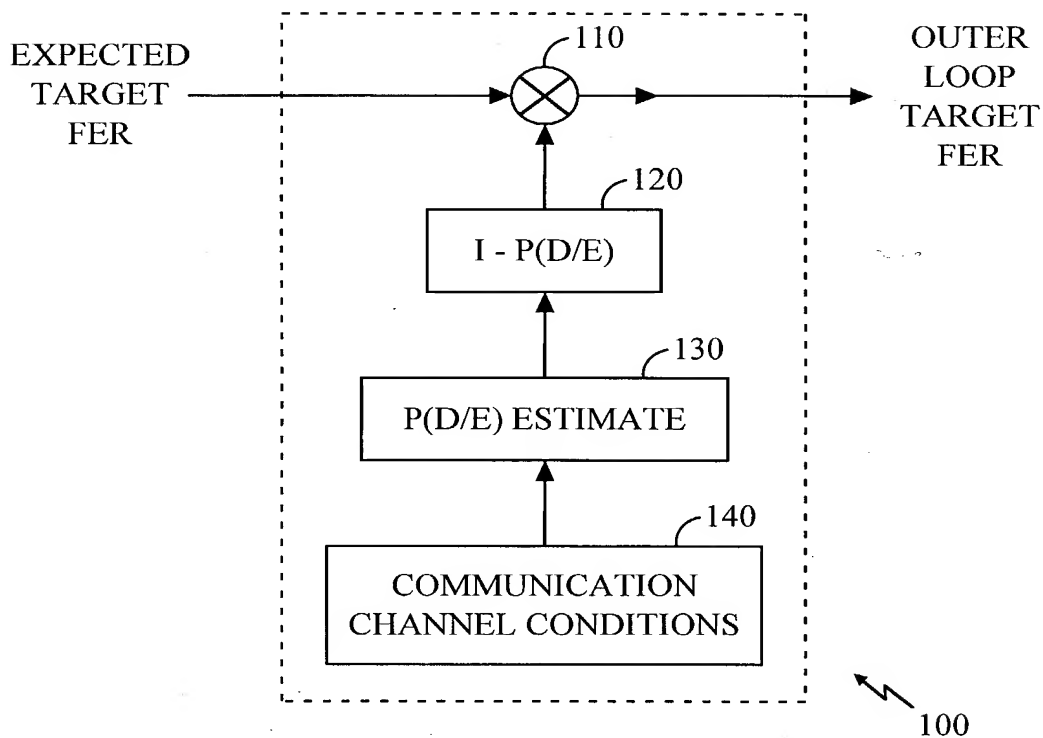 EXPECTED
TARGET
FER
110
OUTER
LOOP
TARGET
FER
120
I - P(D/E)
130
P(D/E) ESTIMATE
140
COMMUNICATION
CHANNEL CONDITIONS
100